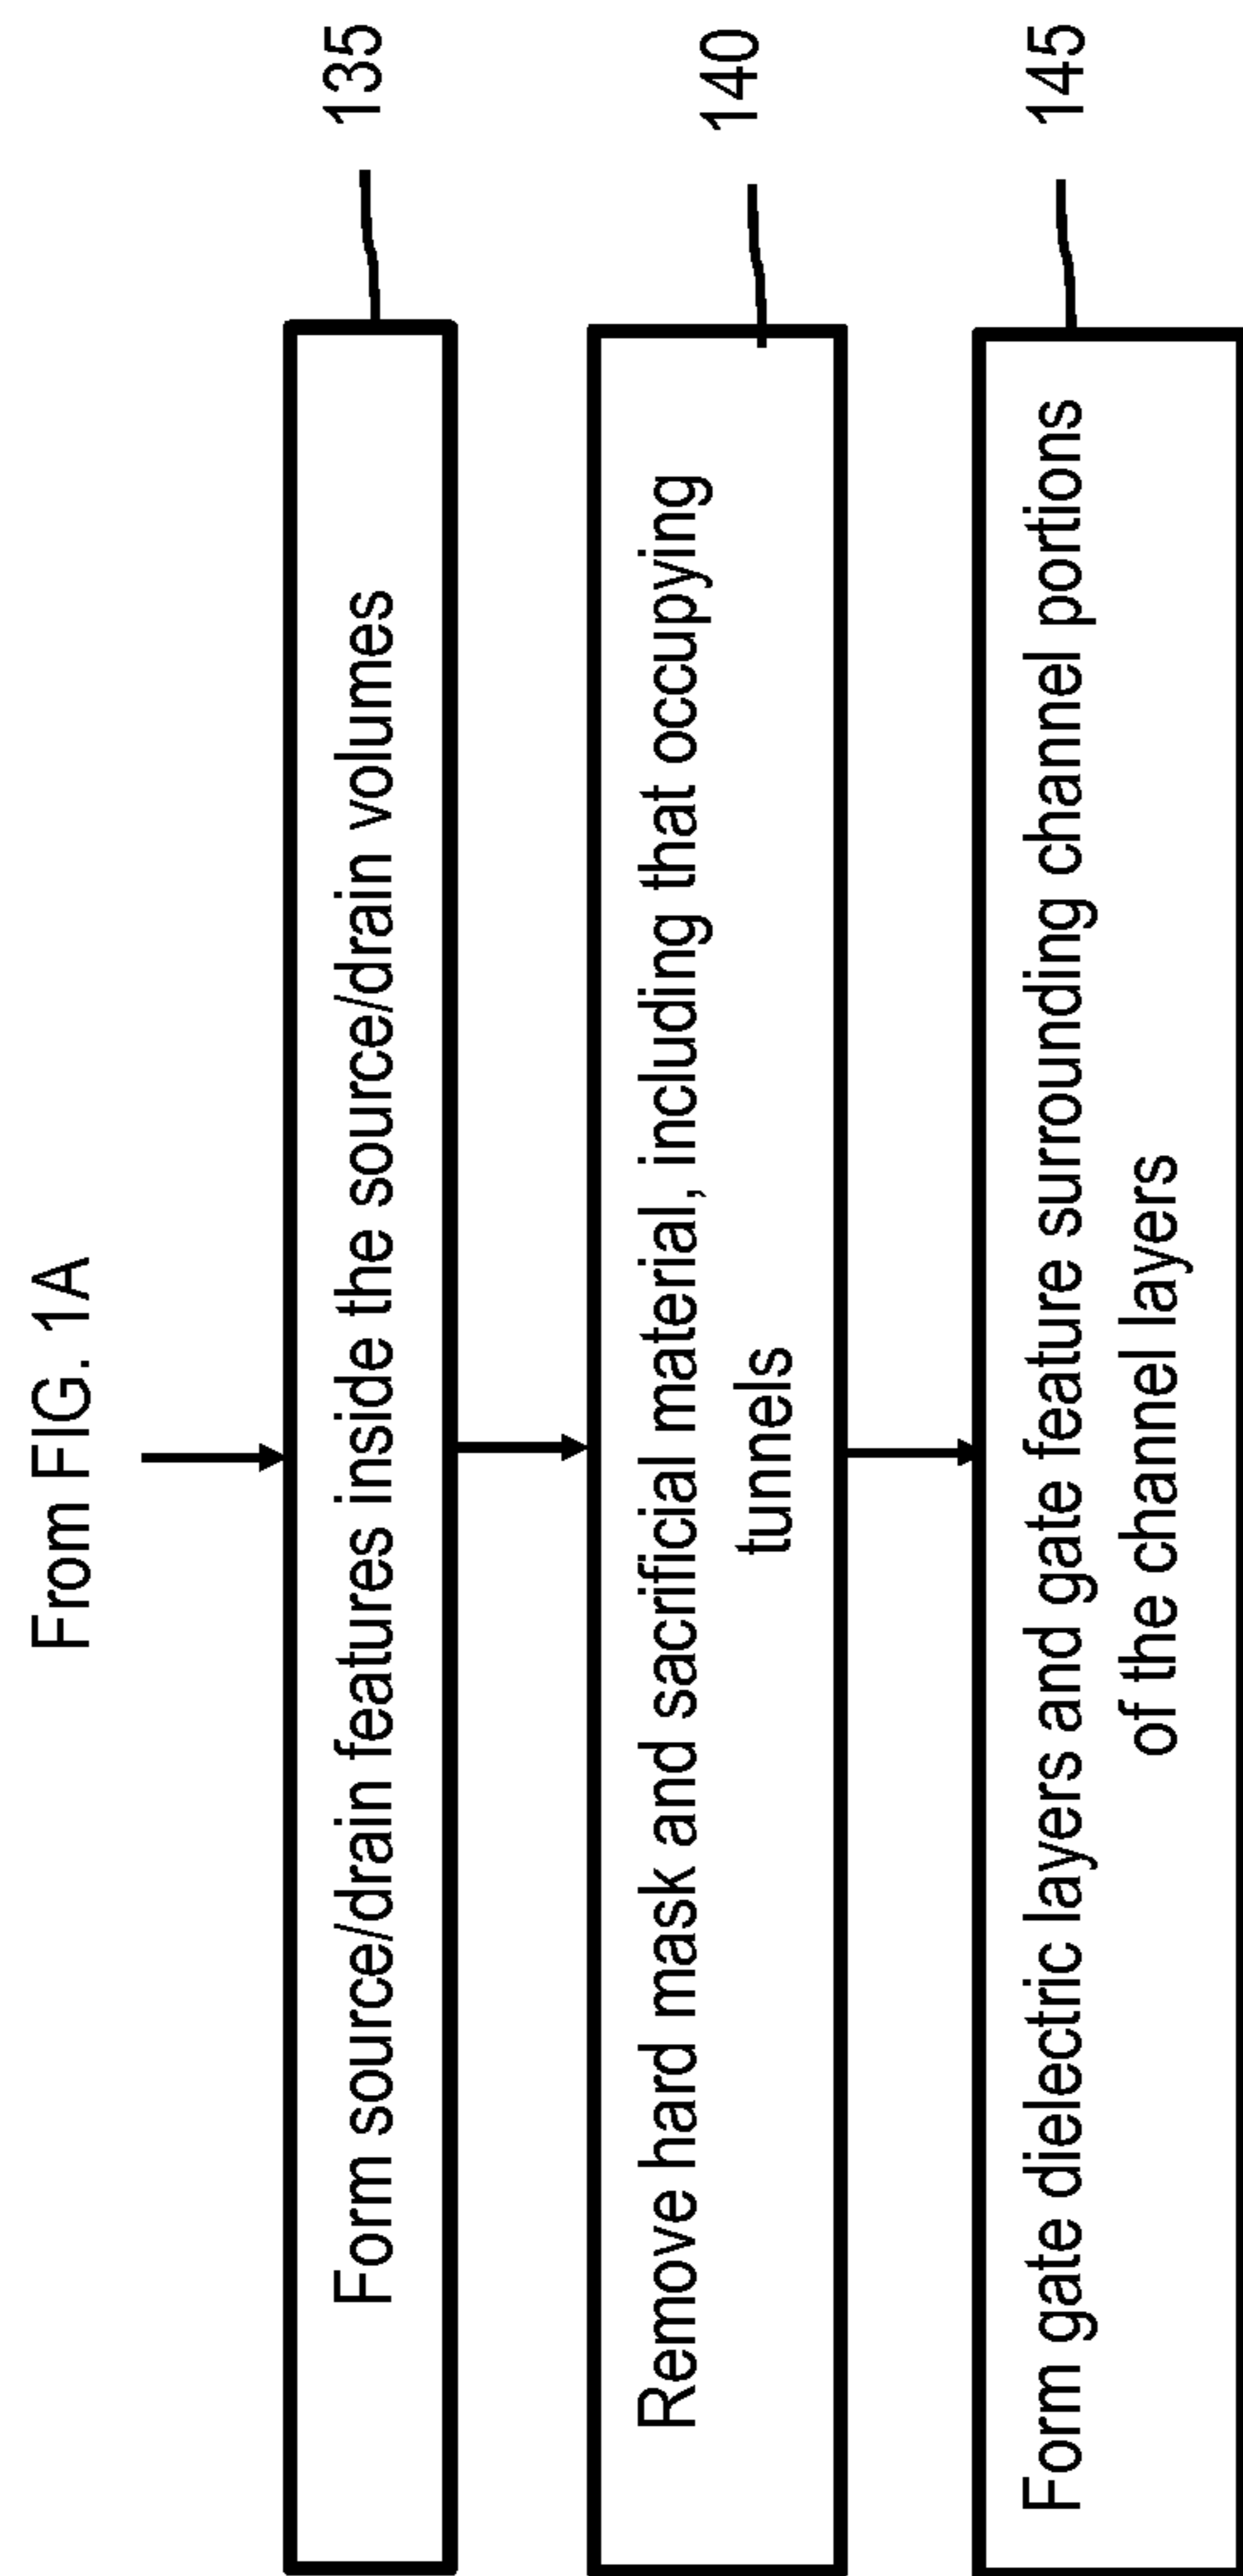 From FIG. 1A
Form source/drain features inside the source/drain volumes
135
Remove hard mask and sacrificial material, including that occupying
tunnels
140
Form gate dielectric layers and gate feature surrounding channel portions
of the channel layers
145